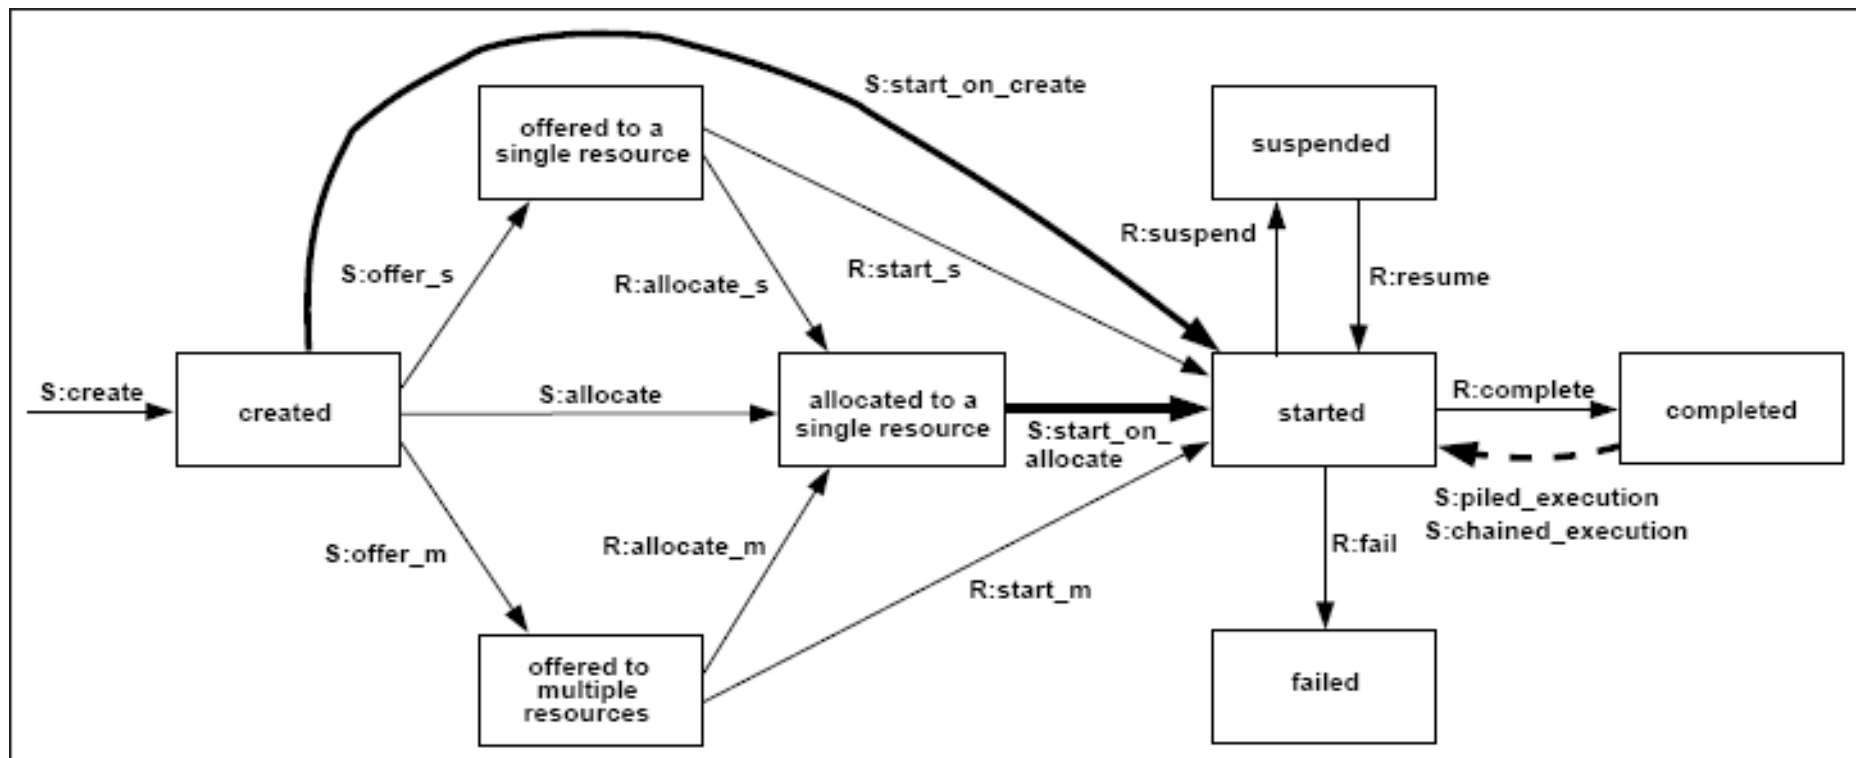 S:start_on_create
offered to a
single resource
suspended
R:suspend
S:offer_s
R:allocate_s
R:start_s
R:resume
S:create
created
S:allocate
allocated to a
single resource
S:start_on_
allocate
started
R:complete
completed
S:piled_execution
S:chained_execution
S:offer_m
R:allocate_m
R:start_m
R:fail
offered to
multiple
resources
failed